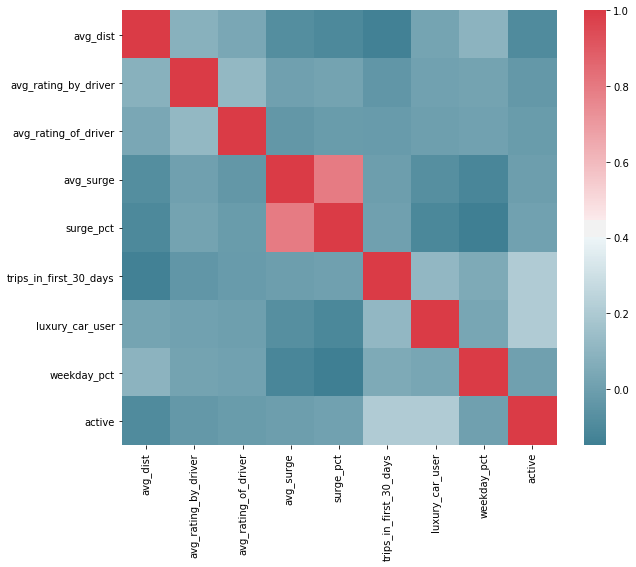 avg_dist
avg_rating_by_driver
avg_rating_of_driver
avg_surge
surge_pct
trips_in_first_30_days
luxury_car_user
weekday_pct
active
avg_dist
avg_rating_by_driver
avg_rating_of_driver
avg_surge
surge_pct
trips_in_first_30_days
luxury_car_user
weekday_pct
active
1.0
0.8
0.6
0.4
0.2
0.0